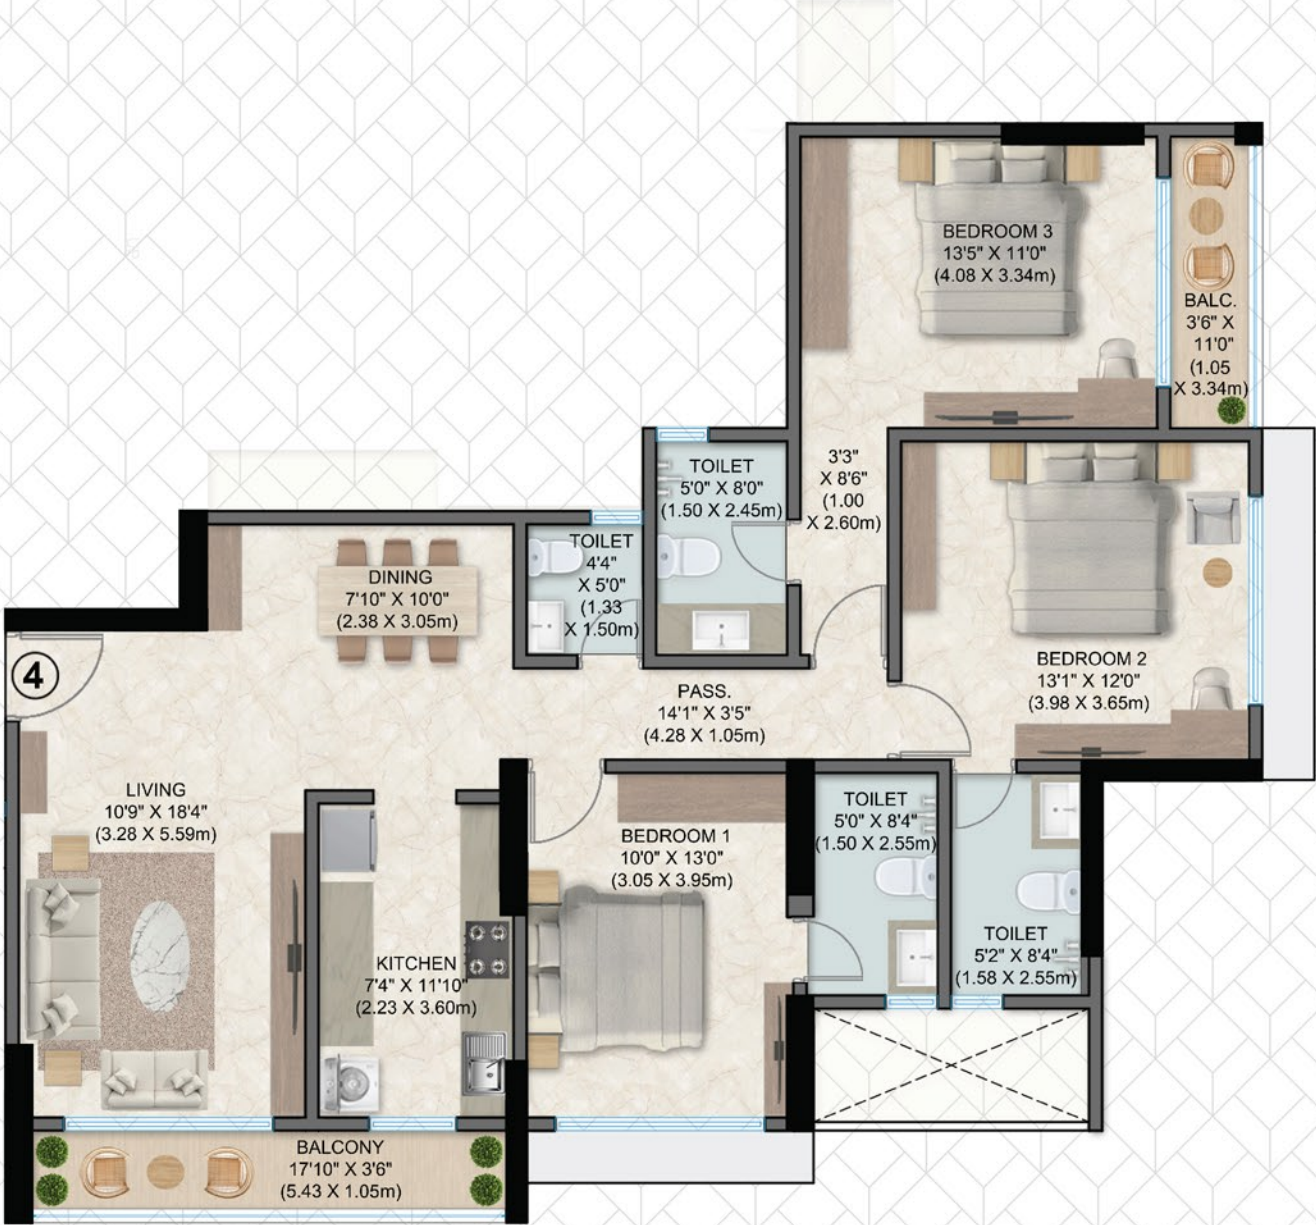 BEDROOM 3
13'5" X 11'0"
(4.08 X 3.34m)
BALC.
3'6" X
11'0"
(1.05
X 3.34m)
TOILET
5'0" X 8'0"
(1.50 X 2.45m)
3'3"
X 8'6"
(1.00
X 2.60m)
TOILET
4'4"
X 5'0"
(1.33
X 1.50m)
DINING
7'10" X 10'0"
(2.38 X 3.05m)
4
BEDROOM 2
13'1" X 12'0"
(3.98 X 3.65m)
PASS.
14'1" X 3'5"
(4.28 X 1.05m)
LIVING
10'9" X 18'4"
(3.28 X 5.59m)
BEDROOM 1
10'0" X 13'0"
(3.05 X 3.95m)
TOILET
5'0" X 8'4"
(1.50 X 2.55m)
TOILET
5'2" X 8'4"
(1.58 X 2.55m)
KITCHEN
7'4" X 11'10"
(2.23 X 3.60m)
BALCONY
17'10" X 3'6"
(5.43 X 1.05m)